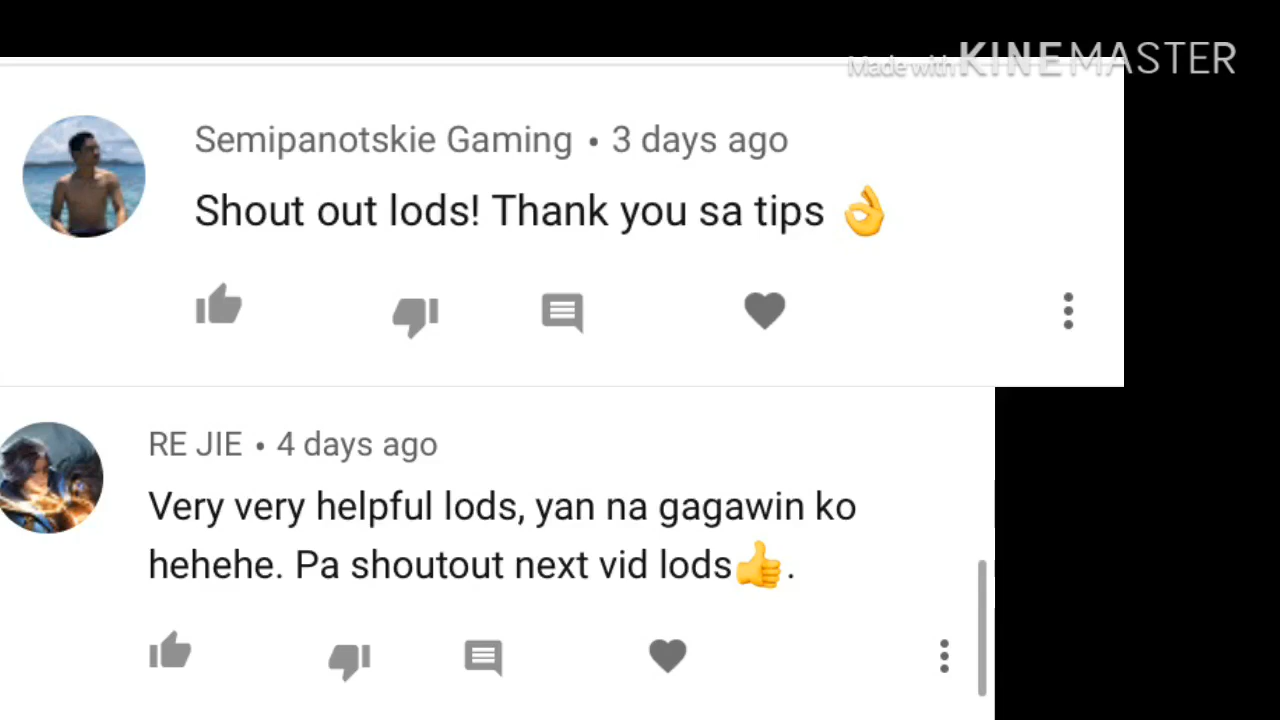 Made with KINEMASTER
Semipanotskie Gaming • 3 days ago
Shout out lods! Thank you sa tips 👌
RE JIE • 4 days ago
Very very helpful lods, yan na gagawin ko
hehehe. Pa shoutout next vid lods👍.